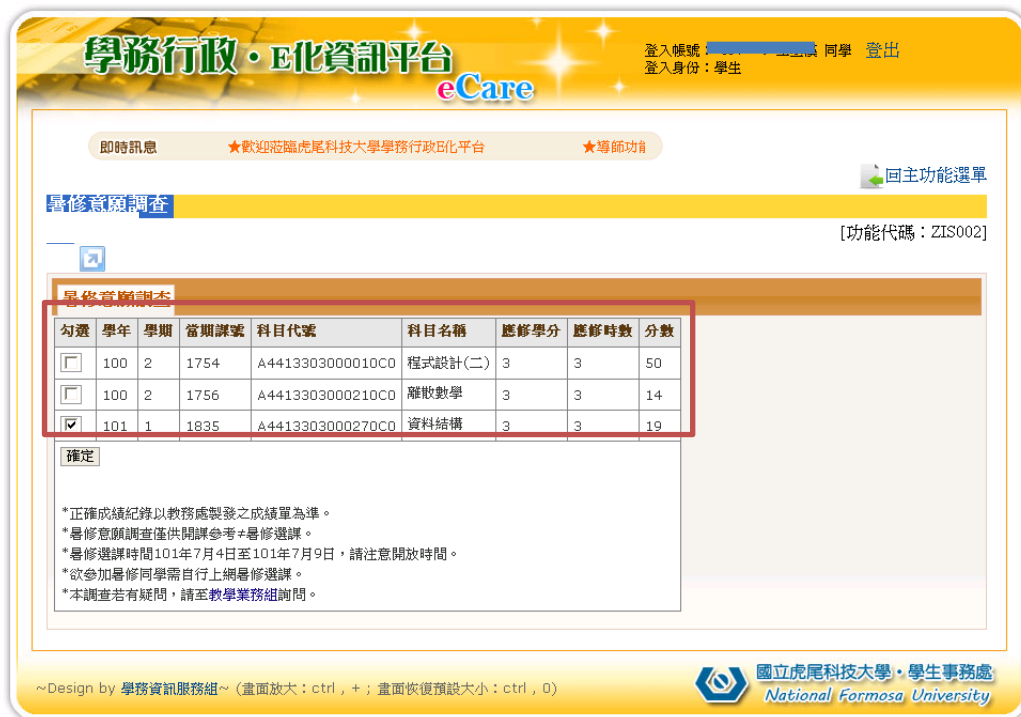 學務行政・E化資訊平台
eCare
登入帳號： 同學 登出
登入身份：學生
即時訊息 ★歡迎蒞臨虎尾科技大學學務行政E化平台 ★導師功
回主功能選單
暑修意願調查
[功能代碼：ZIS002]
暑修意願調查
勾選 學年 學期 當期課號 科目代號 科目名稱 應修學分 應修時數 分數
100 2 1754 A4413303000010C0 程式設計(二) 3 3 50
100 2 1756 A4413303000210C0 離散數學 3 3 14
101 1 1835 A4413303000270C0 資料結構 3 3 19
確定
*正確成績紀錄以教務處製發之成績單為準。
*暑修意願調查僅供開課參考≠暑修選課。
*暑修選課時間101年7月4日至101年7月9日，請注意開放時間。
*欲參加暑修同學需自行上網暑修選課。
*本調查若有疑問，請至教學業務組詢問。
~Design by 學務資訊服務組~ (畫面放大：ctrl , + ; 畫面恢復預設大小：ctrl , 0)
國立虎尾科技大學・學生事務處
National Formosa University